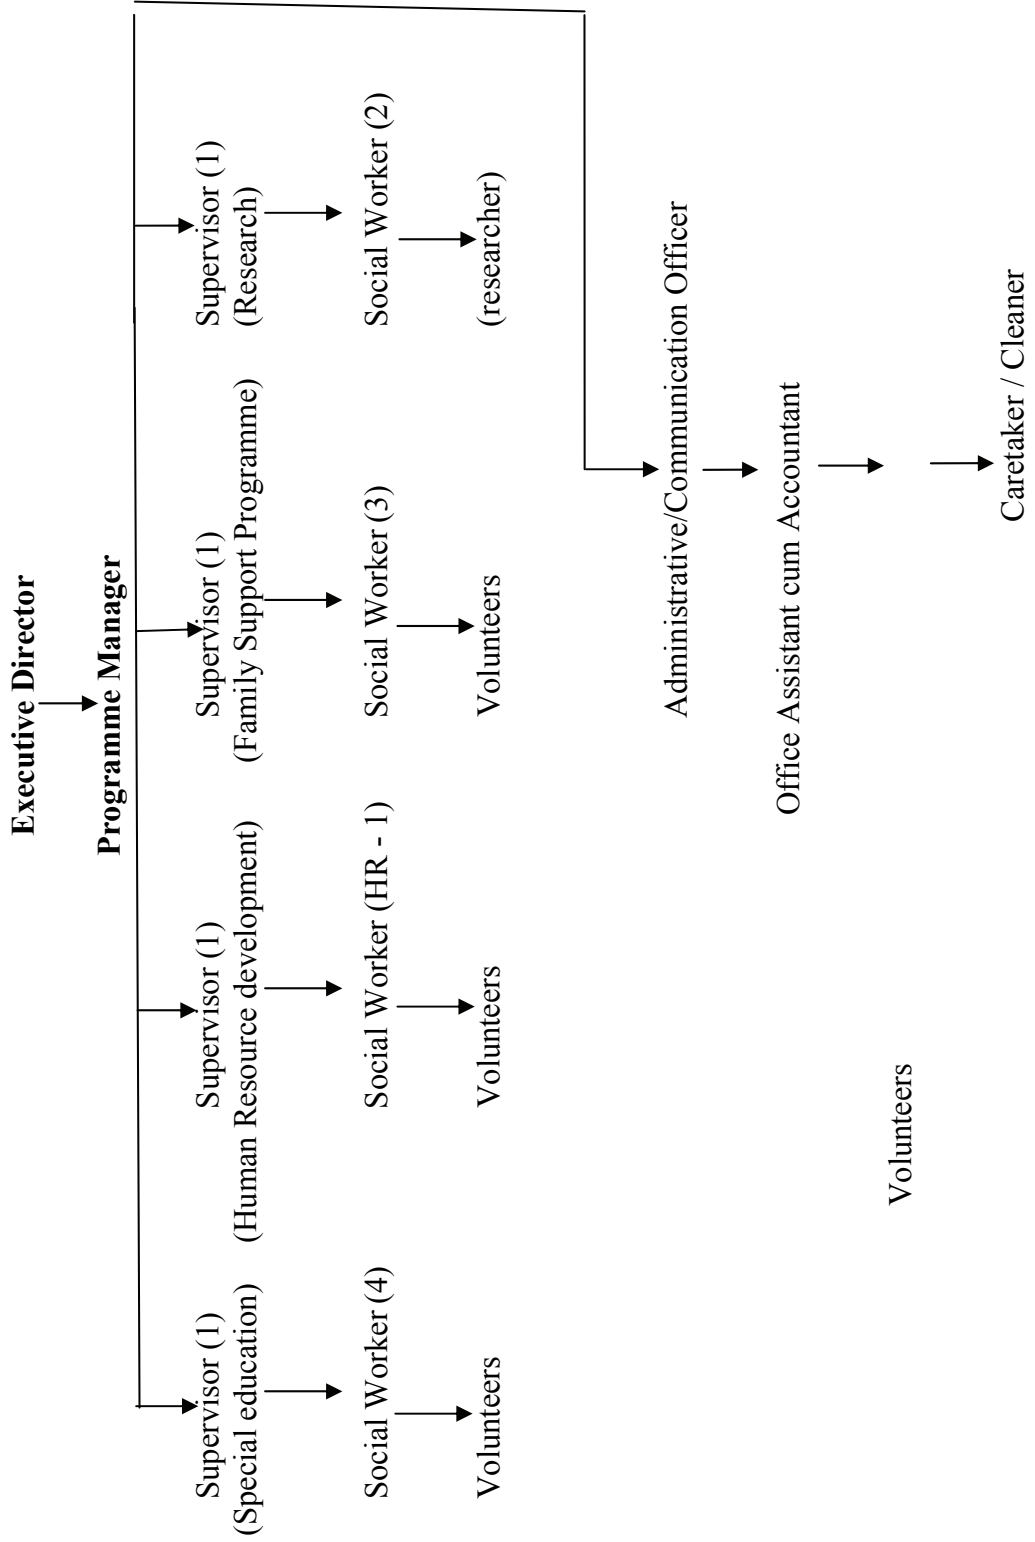 Executive Director
Programme Manager
Supervisor (1)
(Special education)
Supervisor (1)
(Human Resource development)
Supervisor (1)
(Family Support Programme)
Supervisor (1)
(Research)
Social Worker (4)
Social Worker (HR - 1)
Social Worker (3)
Social Worker (2)
Volunteers
Volunteers
Volunteers
(researcher)
Administrative/Communication Officer
Office Assistant cum Accountant
Volunteers
Caretaker / Cleaner